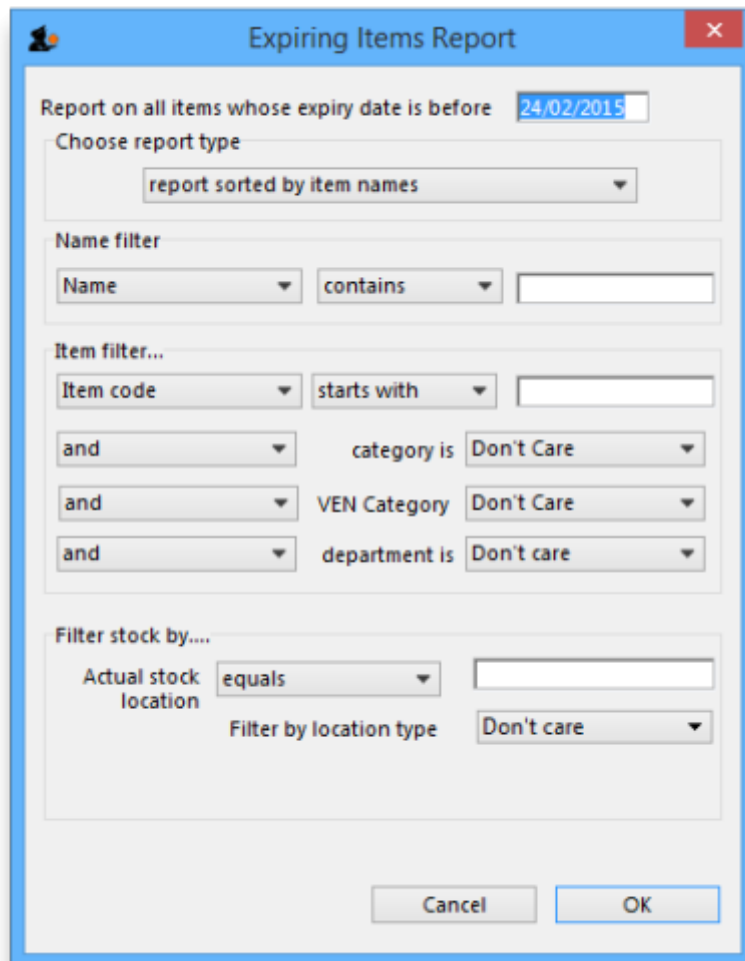 Expiring Items Report
Report on all items whose expiry date is before 24/02/2015
Choose report type
report sorted by item names
Name filter
Name contains
Item filter...
Item code starts with
and category is Don't Care
and VEN Category Don't Care
and department is Don't care
Filter stock by....
Actual stock equals
location
Filter by location type Don't care
Cancel OK